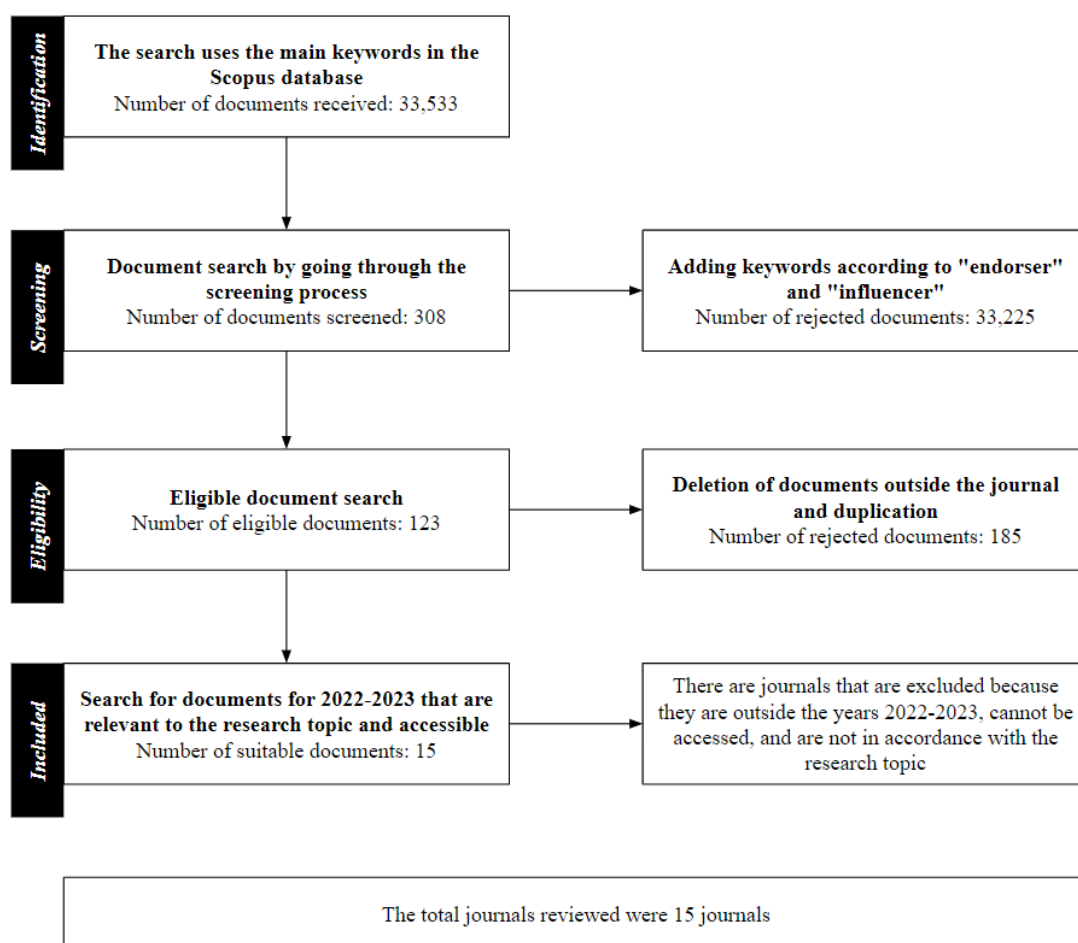 Identification
The search uses the main keywords in the
Scopus database
Number of documents received: 33,533
Screening
Document search by going through the
screening process
Number of documents screened: 308
Adding keywords according to "endorser"
and "influencer"
Number of rejected documents: 33,225
Eligibility
Eligible document search
Number of eligible documents: 123
Deletion of documents outside the journal
and duplication
Number of rejected documents: 185
Included
Search for documents for 2022-2023 that are
relevant to the research topic and accessible
Number of suitable documents: 15
There are journals that are excluded because
they are outside the years 2022-2023, cannot be
accessed, and are not in accordance with the
research topic
The total journals reviewed were 15 journals